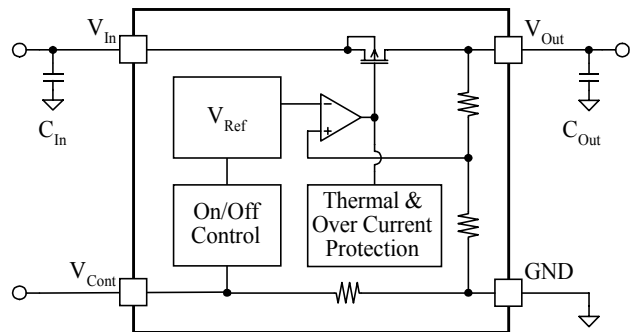 V_In
V_Out
C_In
V_Ref
−
+
C_Out
On/Off
Control
Thermal &
Over Current
Protection
V_Cont
GND